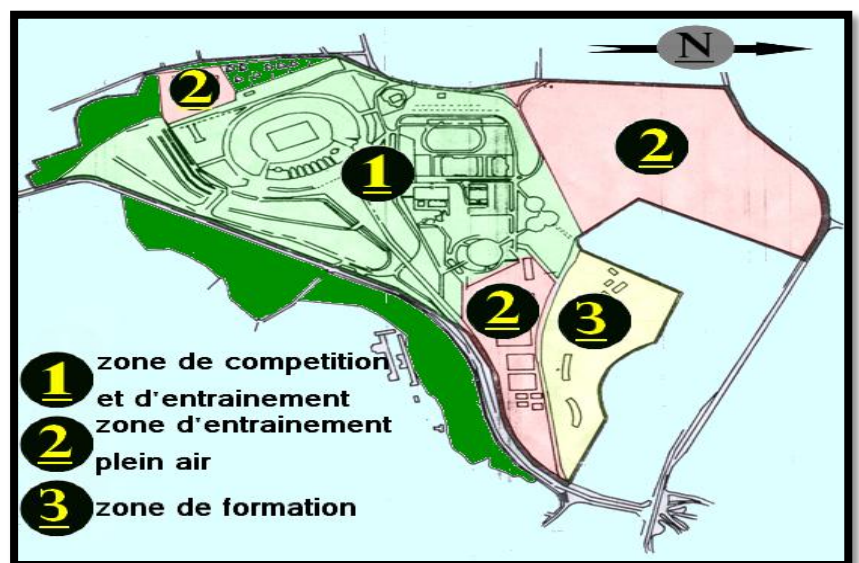 N
2
2
1
2
3
1 zone de competition
et d'entrainement
2 zone d'entrainement
plein air
3 zone de formation